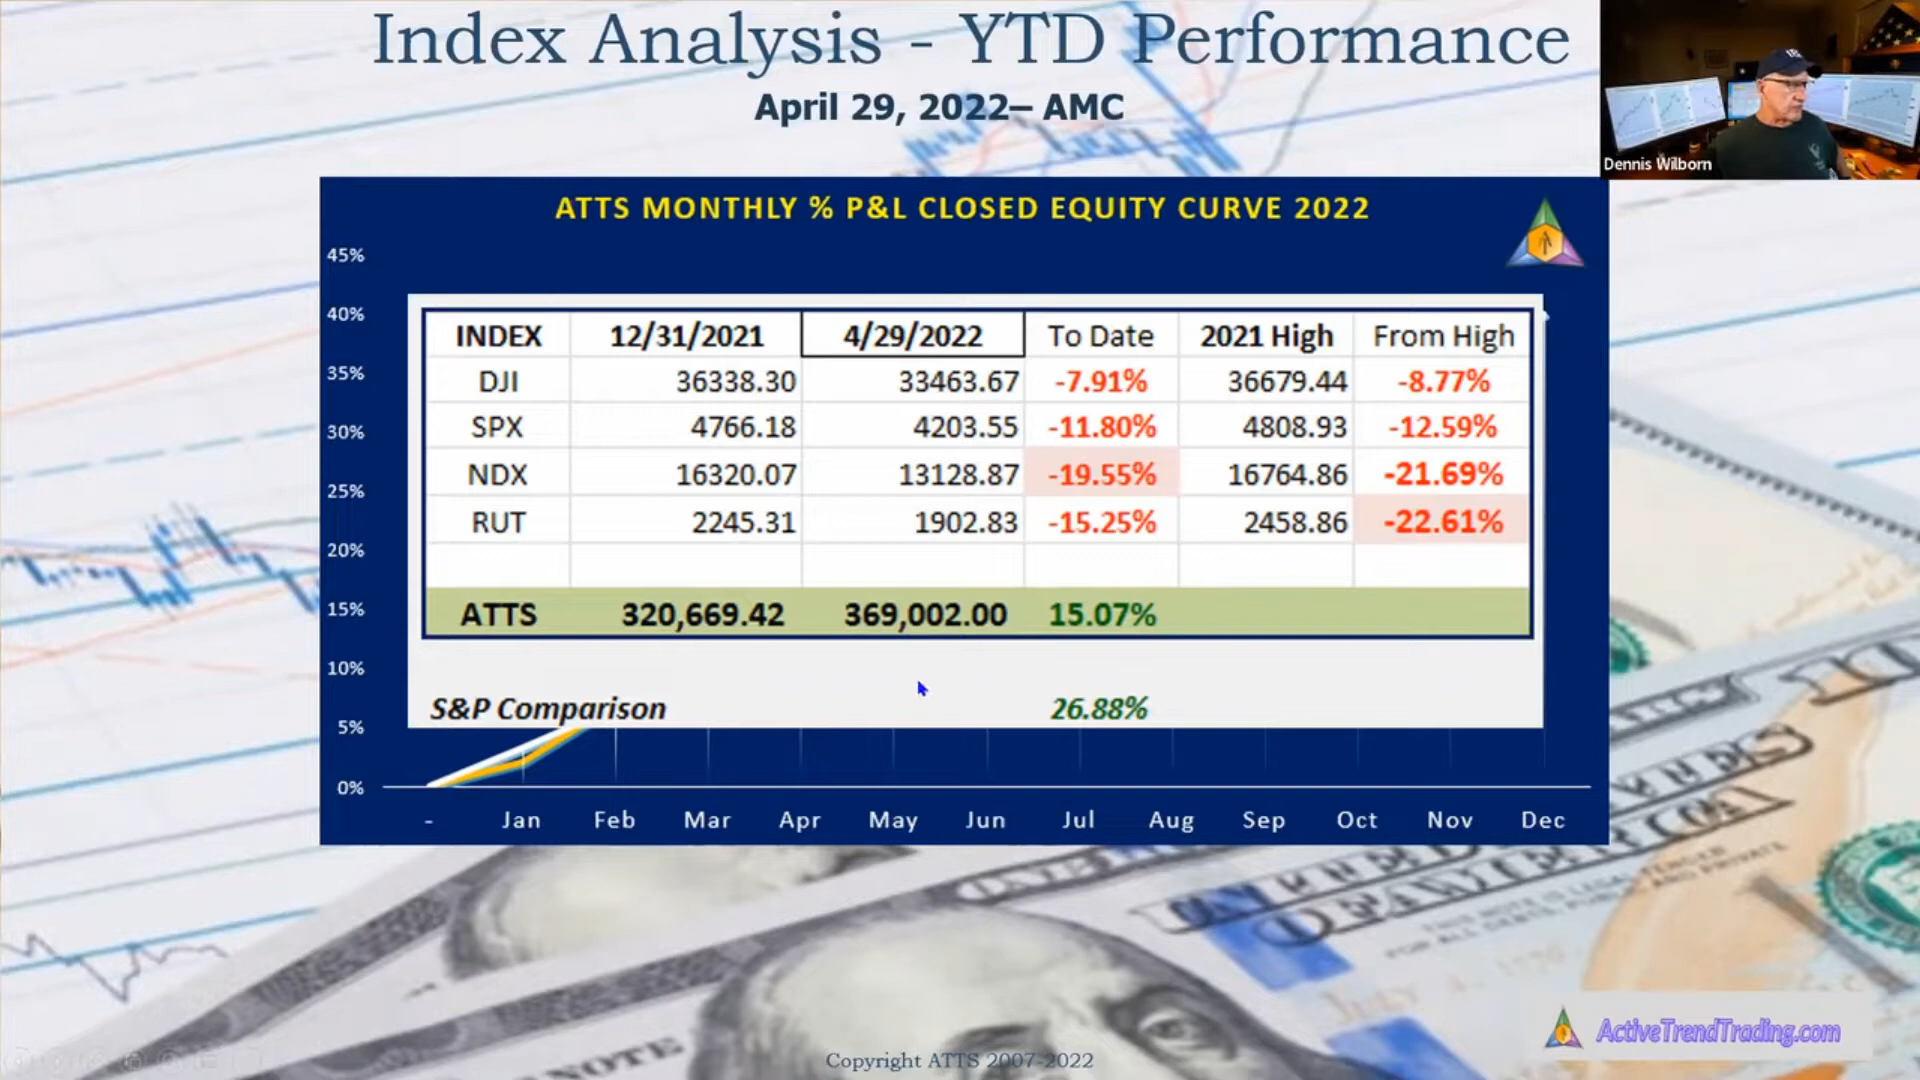 Index Analysis - YTD Performance
April 29, 2022– AMC
Dennis Wilborn
ATTS MONTHLY % P&L CLOSED EQUITY CURVE 2022
45%
40%
35%
30%
25%
20%
15%
10%
5%
0%
INDEX 12/31/2021 4/29/2022 To Date 2021 High From High
DJI 36338.30 33463.67 -7.91% 36679.44 -8.77%
SPX 4766.18 4203.55 -11.80% 4808.93 -12.59%
NDX 16320.07 13128.87 -19.55% 16764.86 -21.69%
RUT 2245.31 1902.83 -15.25% 2458.86 -22.61%
ATTS 320,669.42 369,002.00 15.07%
S&P Comparison 26.88%
- Jan Feb Mar Apr May Jun Jul Aug Sep Oct Nov Dec
NOTE
ActiveTrendTrading.com
Copyright ATTS 2007-2022